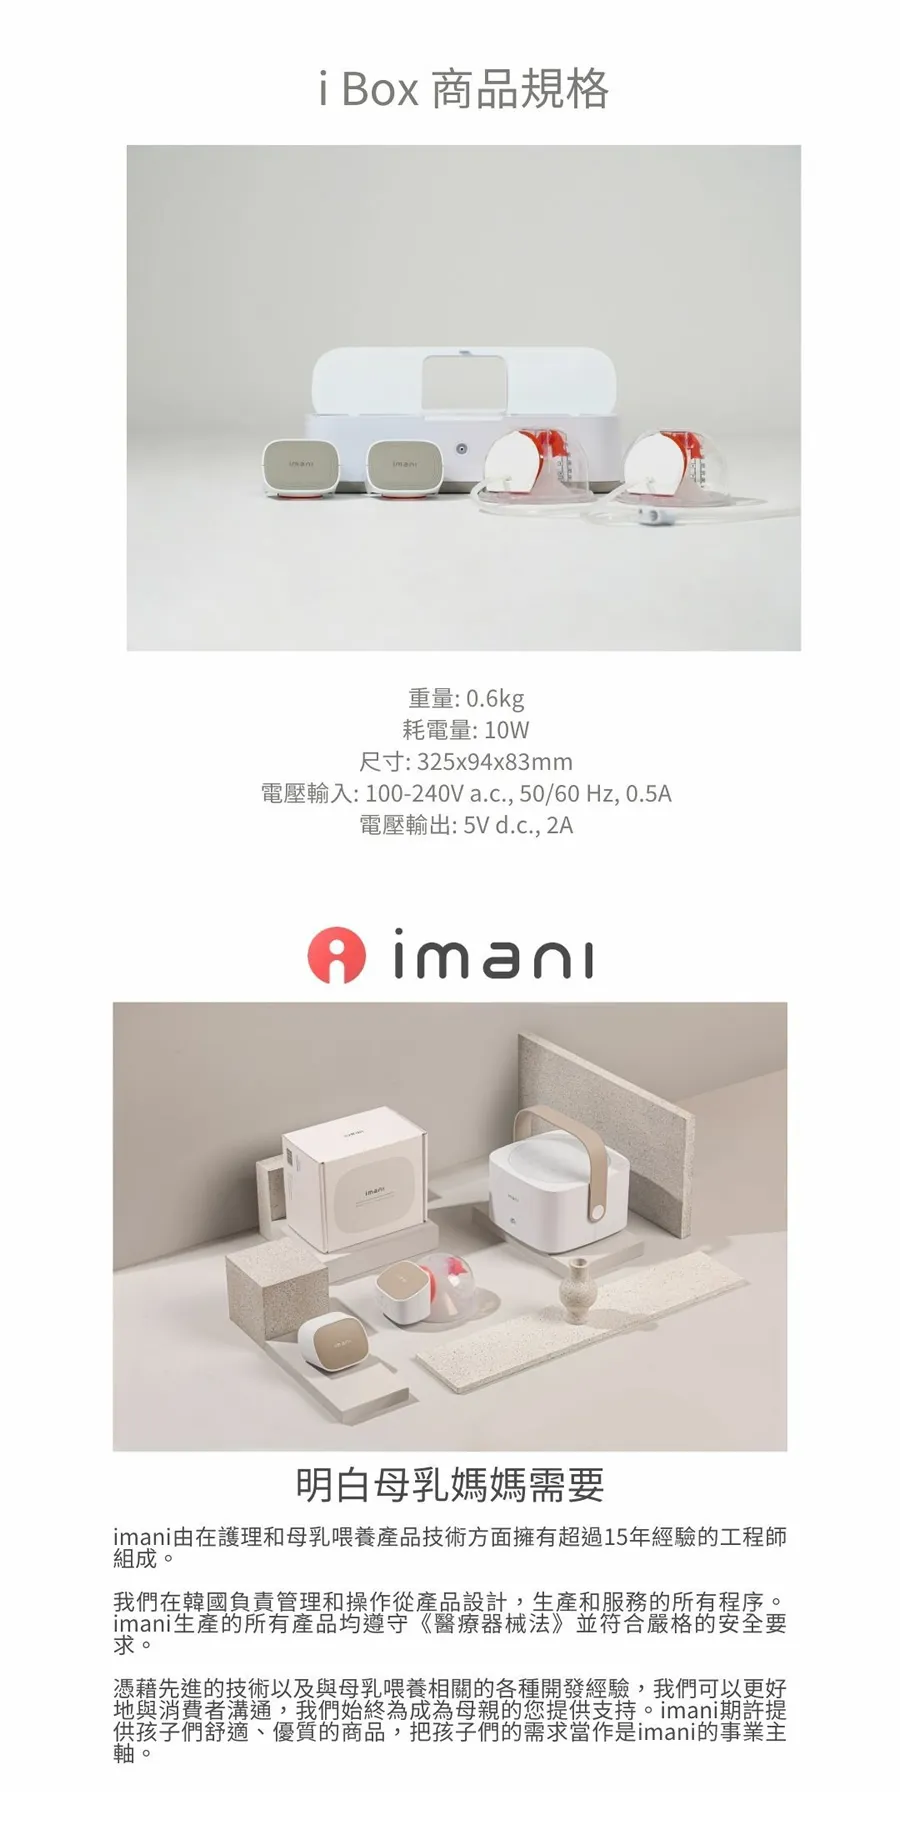 i Box 商品規格
imani
imani
重量: 0.6kg
耗電量: 10W
尺寸: 325x94x83mm
電壓輸入: 100-240V a.c., 50/60 Hz, 0.5A
電壓輸出: 5V d.c., 2A
imani
imani
imani
imani
明白母乳媽媽需要
imani由在護理和母乳喂養產品技術方面擁有超過15年經驗的工程師
組成。
我們在韓國負責管理和操作從產品設計，生產和服務的所有程序。
imani生產的所有產品均遵守《醫療器械法》並符合嚴格的安全要
求。
憑藉先進的技術以及與母乳喂養相關的各種開發經驗，我們可以更好
地與消費者溝通，我們始終為成為母親的您提供支持。imani期許提
供孩子們舒適、優質的商品，把孩子們的需求當作是imani的事業主
軸。